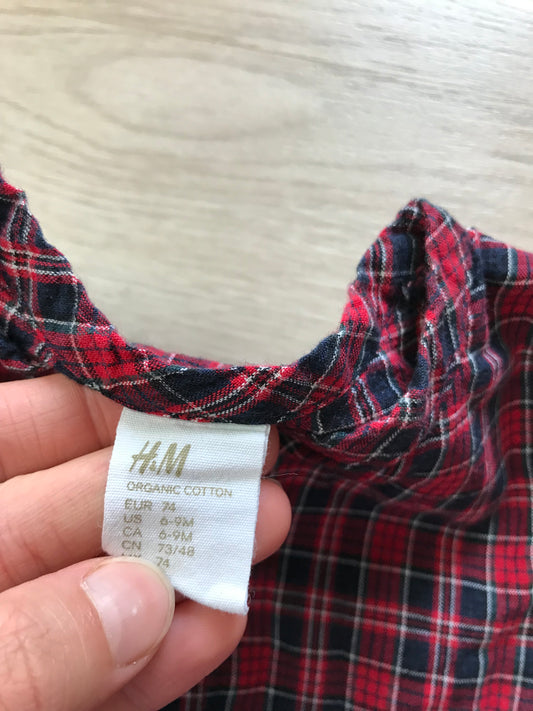 H&M
ORGANIC COTTON
EUR 74
US 6-9M
CA 6-9M
CN 73/48
74